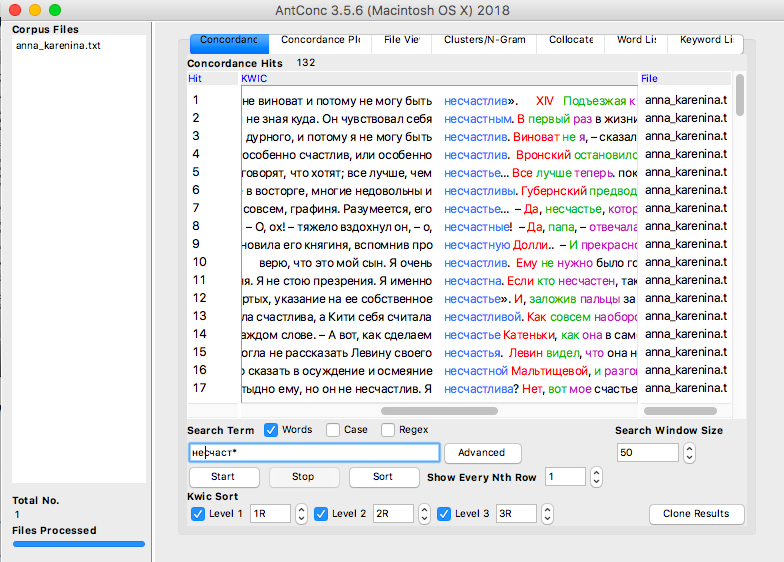 AntConc 3.5.6 (Macintosh OS X) 2018
Corpus Files
anna_karenina.txt
Concordance Concordance Plo File View Clusters/N-Gram Collocate Word Lis Keyword Li
Concordance Hits 132
Hit KWIC File
1 не виноват и потому не могу быть несчастлив». XIV Подъезжая к anna_karenina.t
2 не зная куда. Он чувствовал себя несчастным. В первый раз в жизни anna_karenina.t
3 дурного, и потому я не могу быть несчастлив. Виноват не я, – сказал anna_karenina.t
4 особенно счастлив, или особенно несчастлив. Вронский остановилс anna_karenina.t
5 говорят, что хотят; все лучше, чем несчастье... Все лучше теперь. пок anna_karenina.t
6 в восторге, многие недовольны и несчастливы. Губернский предвод anna_karenina.t
7 совсем, графиня. Разумеется, его несчастье... – Да, несчастье, котор anna_karenina.t
8 – О, ох! – тяжело вздохнул он, – о, несчастные! – Да, папа, – отвечала anna_karenina.t
9 новила его княгиня, вспомнив про несчастную Долли.. – И прекрасно anna_karenina.t
10 верю, что это мой сын. Я очень несчастлив. Ему не нужно было го anna_karenina.t
11 я. Я не стою презрения. Я именно несчастна. Если кто несчастен, так anna_karenina.t
12 ртых, указание на ее собственное несчастье». И, заложив пальцы за anna_karenina.t
13 ла счастлива, а Кити себя считала несчастливой. Как совсем наоборо anna_karenina.t
14 аждом слове. – А вот, как сделаем несчастье Катеньки, как она в сам anna_karenina.t
15 огла не рассказать Левину своего несчастья. Левин видел, что она н anna_karenina.t
16 о сказать в осуждение и осмеяние несчастной Мальтищевой, и разго anna_karenina.t
17 тыдно ему, но он не несчастлив. Я несчастлива? Нет, вот мое счастье anna_karenina.t
Search Term Words Case Regex Search Window Size
несчаст* Advanced 50
Start Stop Sort Show Every Nth Row 1
Kwic Sort
Level 1 1R Level 2 2R Level 3 3R Clone Results
Total No.
1
Files Processed